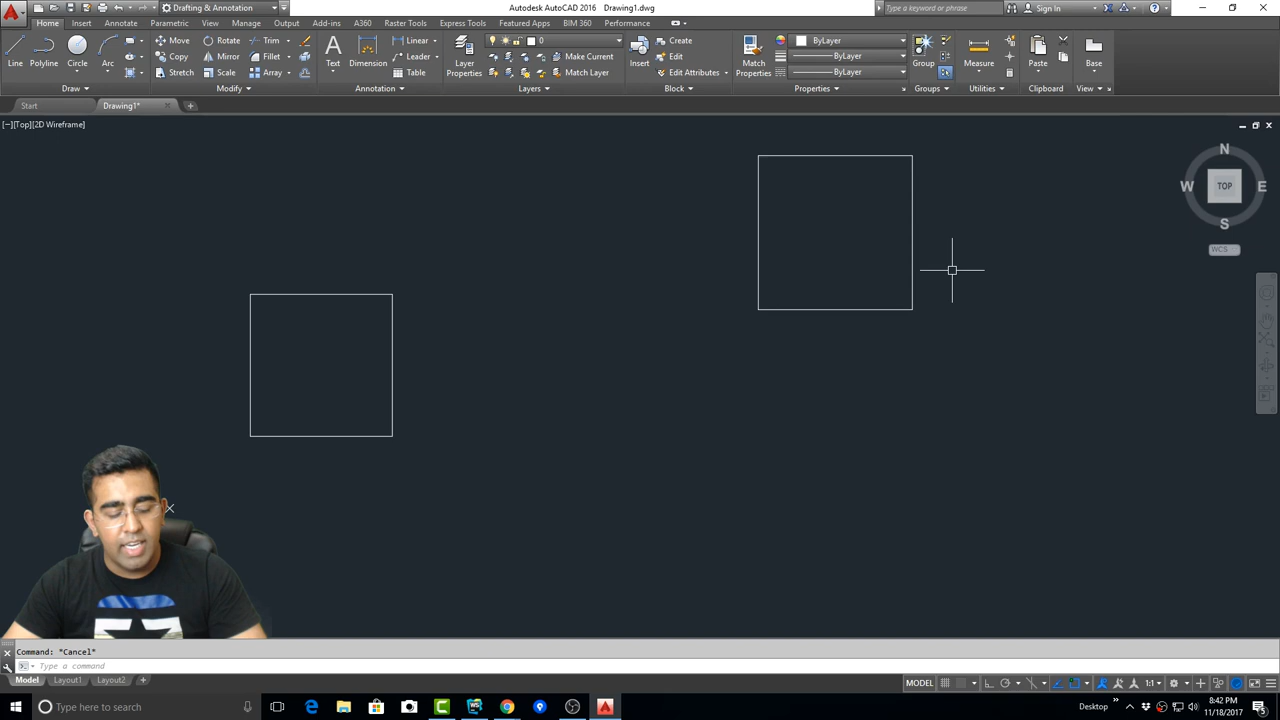 Drafting & Annotation
Autodesk AutoCAD 2016 Drawing1.dwg
Type a keyword or phrase
Sign In
Home Insert Annotate Parametric View Manage Output Add-ins A360 Raster Tools Express Tools Featured Apps BIM 360 Performance
Line Polyline Circle Arc
Move Rotate Trim
Copy Mirror Fillet
Stretch Scale Array
Text Dimension
Linear
Leader
Table
Layer Properties
0
Make Current
Match Layer
Insert
Create
Edit
Edit Attributes
Match Properties
ByLayer
ByLayer
ByLayer
Group Measure Paste Base
Draw Modify Annotation Layers Block Properties Groups Utilities Clipboard View
Start Drawing1*
[−][Top][2D Wireframe]
N
W TOP E
S
WCS
Command: *Cancel*
Type a command
Model Layout1 Layout2
MODEL 1:1
Type here to search
Desktop
8:42 PM
11/18/2017
5